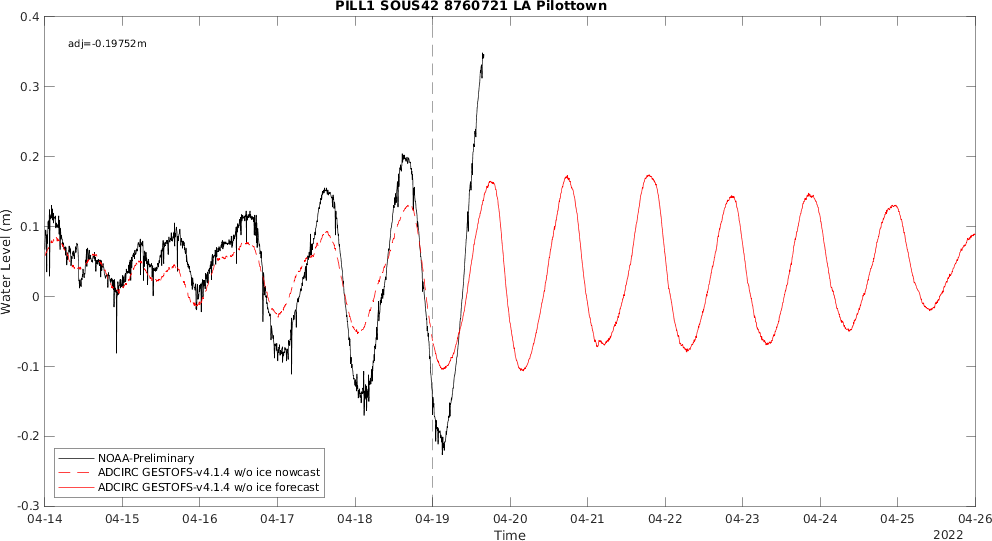 PILL1 SOUS42 8760721 LA Pilottown
adj=-0.19752m
0.4
0.3
0.2
0.1
0
-0.1
-0.2
-0.3
Water Level (m)
NOAA-Preliminary
ADCIRC GESTOFS-v4.1.4 w/o ice nowcast
ADCIRC GESTOFS-v4.1.4 w/o ice forecast
04-14 04-15 04-16 04-17 04-18 04-19 04-20 04-21 04-22 04-23 04-24 04-25 04-26
Time
2022